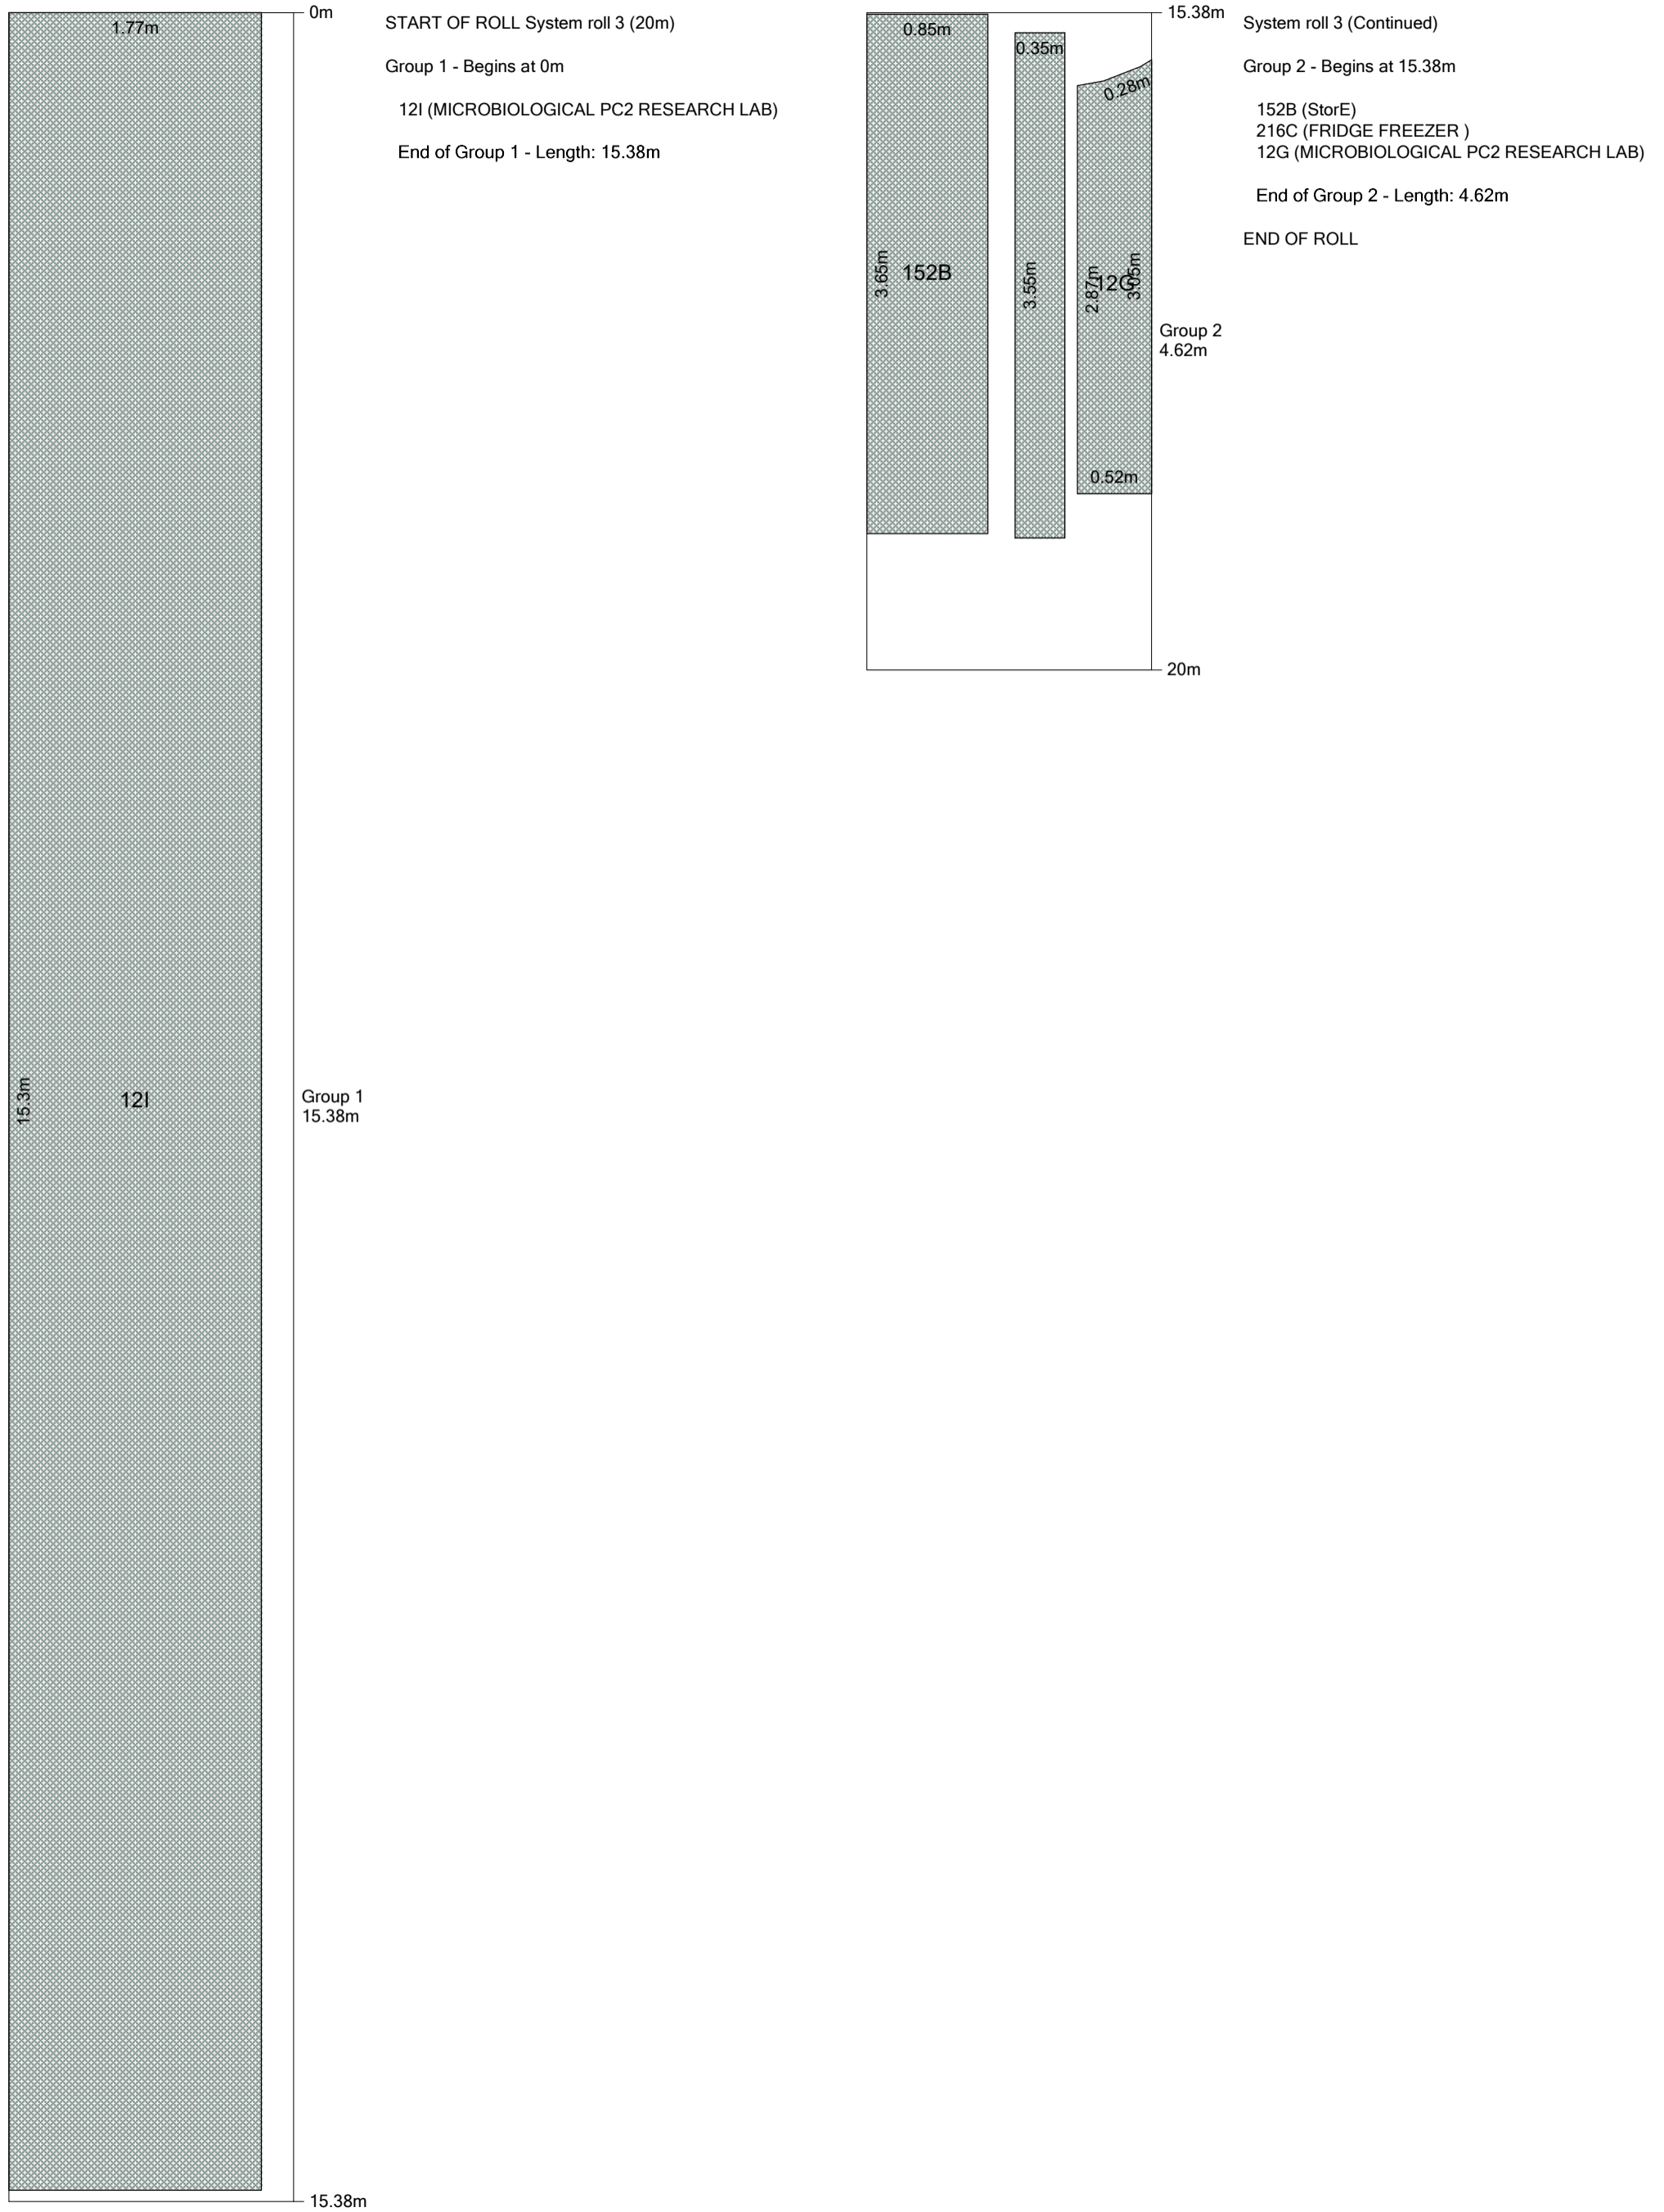 1.77m
0m
START OF ROLL System roll 3 (20m)
Group 1 - Begins at 0m
12I (MICROBIOLOGICAL PC2 RESEARCH LAB)
End of Group 1 - Length: 15.38m
15.3m
12I
Group 1
15.38m
15.38m
0.85m
0.35m
0.28m
15.38m
System roll 3 (Continued)
Group 2 - Begins at 15.38m
152B (StorE)
216C (FRIDGE FREEZER )
12G (MICROBIOLOGICAL PC2 RESEARCH LAB)
End of Group 2 - Length: 4.62m
END OF ROLL
3.65m
152B
3.55m
2.87m
12G
3.05m
Group 2
4.62m
0.52m
20m